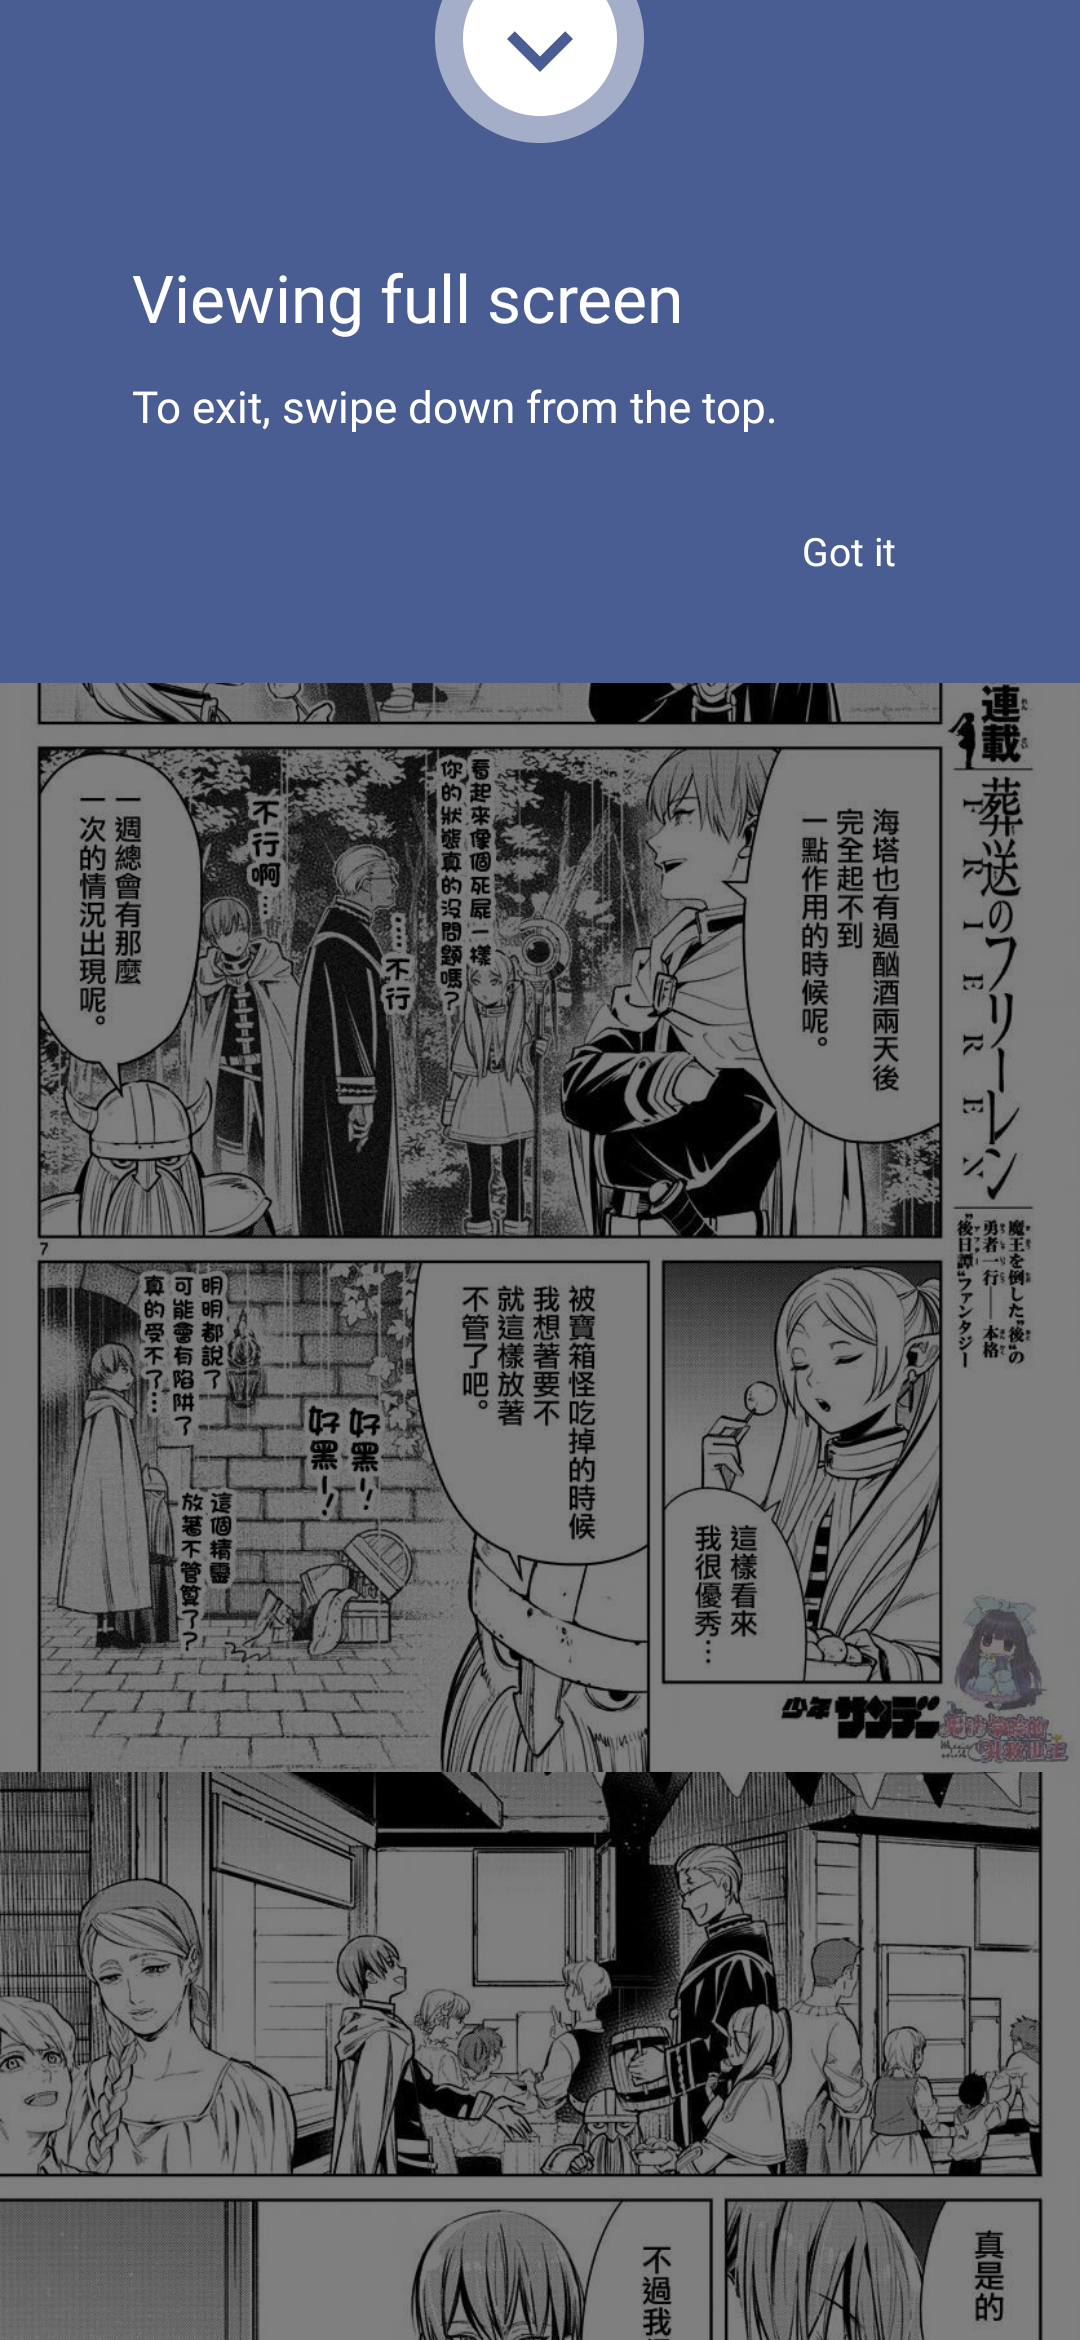 Viewing full screen
To exit, swipe down from the top.
Got it
連載
葬送のフリーレン
FRIEREN
魔王を倒した"後"の
勇者一行——本格
"後日譚"ファンタジー
海塔也有過酗酒兩天後
完全起不到
一點作用的時候呢。
看起來像個死屍一樣
你的狀態真的沒問題嗎?
……不行
不行啊…
一週總會有那麼
一次的情況出現呢。
7
這樣看來
我很優秀…
被寶箱怪吃掉的時候
我想著要不
就這樣放著
不管了吧。
好黑~!
好黑~!
明明都說了
可能會有陷阱了
真的受不了…
這個精靈
放著不管算了?
少年サンデー
真是的
不過我